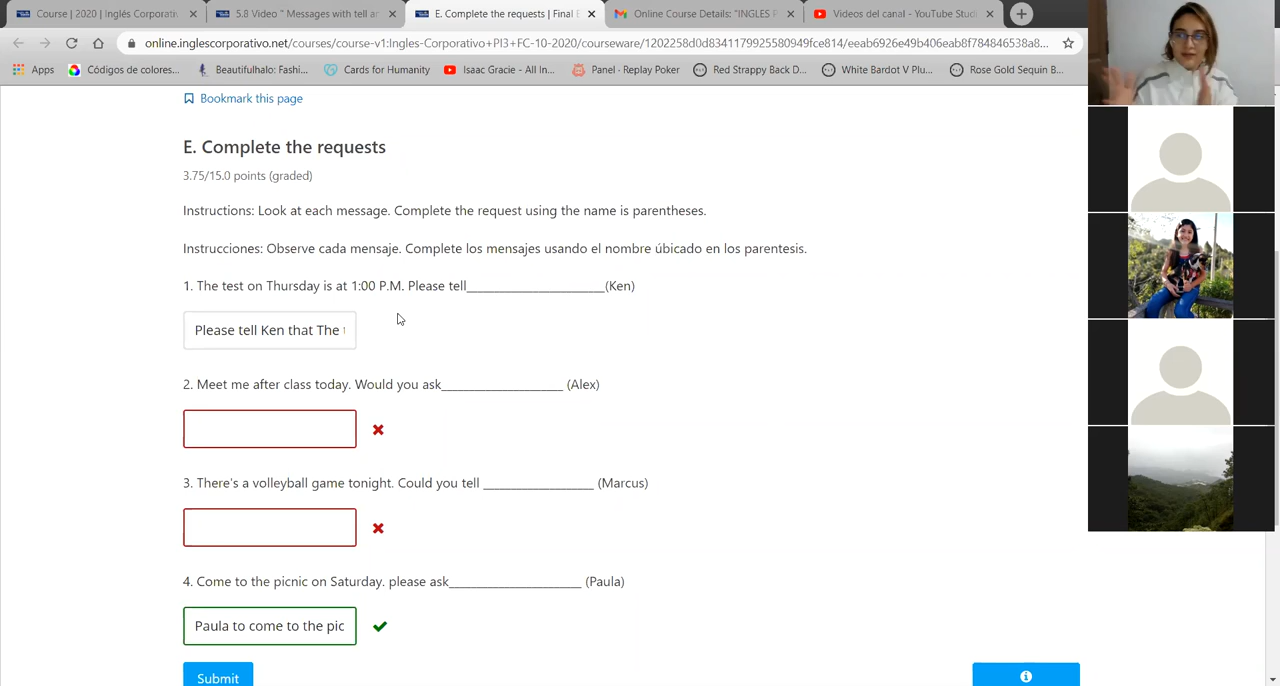 Course | 2020 | Inglés Corporati
5.8 Video " Messages with tell an
E. Complete the requests | Final E
Online Course Details: "INGLES P
Videos del canal - YouTube Studi
online.inglescorporativo.net/courses/course-v1:Ingles-Corporativo+PI3+FC-10-2020/courseware/1202258d0d8341179925580949fce814/eeab6926e49b406eab8f784846538a8...
Apps
Códigos de colores...
Beautifulhalo: Fashi...
Cards for Humanity
Isaac Gracie - All In...
Panel · Replay Poker
Red Strappy Back D...
White Bardot V Plu...
Rose Gold Sequin B...
Bookmark this page
E. Complete the requests
3.75/15.0 points (graded)
Instructions: Look at each message. Complete the request using the name is parentheses.
Instrucciones: Observe cada mensaje. Complete los mensajes usando el nombre úbicado en los parentesis.
1. The test on Thursday is at 1:00 P.M. Please tell____________________(Ken)
Please tell Ken that The t
2. Meet me after class today. Would you ask__________________ (Alex)
3. There's a volleyball game tonight. Could you tell ________________ (Marcus)
4. Come to the picnic on Saturday. please ask___________________ (Paula)
Paula to come to the pic
Submit